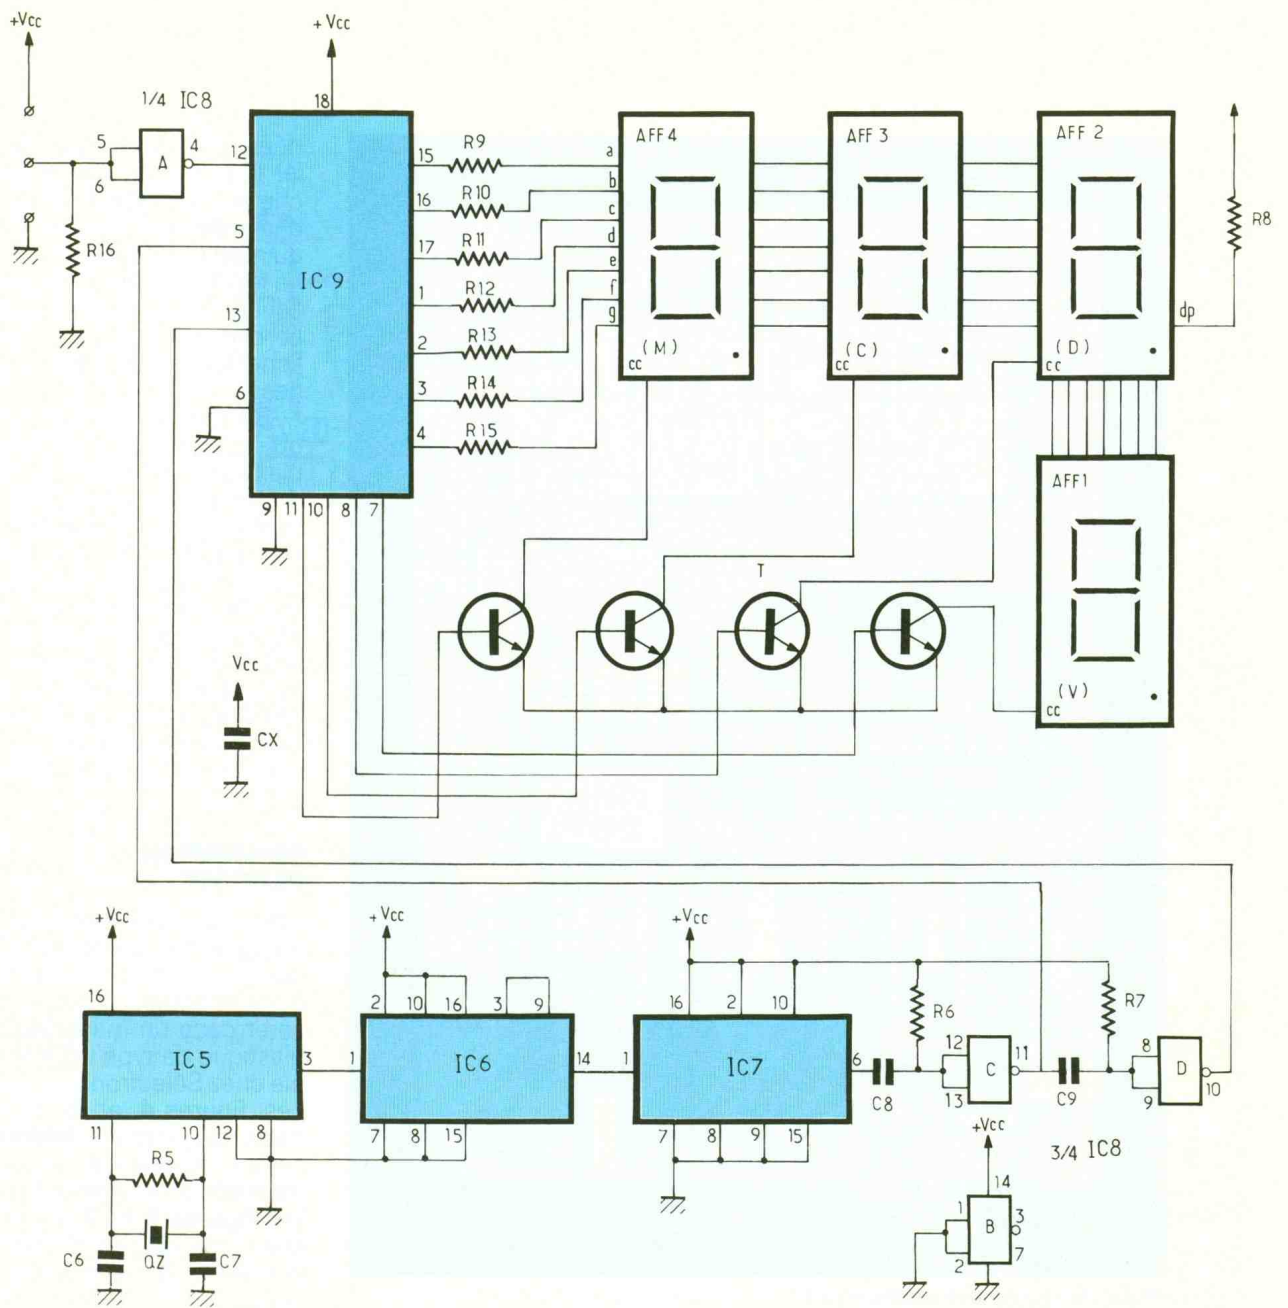 +Vcc
+Vcc
1/4 IC8
18
5
6
A
4
12
R16
5
13
6
IC 9
15
16
17
1
2
3
4
R9
R10
R11
R12
R13
R14
R15
9
11
10
8
7
a
b
c
d
e
f
g
AFF4
(M)
cc
AFF 3
(C)
cc
AFF 2
(D)
cc
dp
R8
AFF1
(V)
cc
T
Vcc
CX
+Vcc
16
IC5
3
11
10
12
8
R5
QZ
C6
C7
+Vcc
2
10
16
3
9
1
IC6
14
7
8
15
+Vcc
16
2
10
1
IC7
6
7
8
9
15
C8
R6
12
13
C
11
C9
R7
8
9
D
10
3/4 IC8
+Vcc
14
1
2
B
3
7